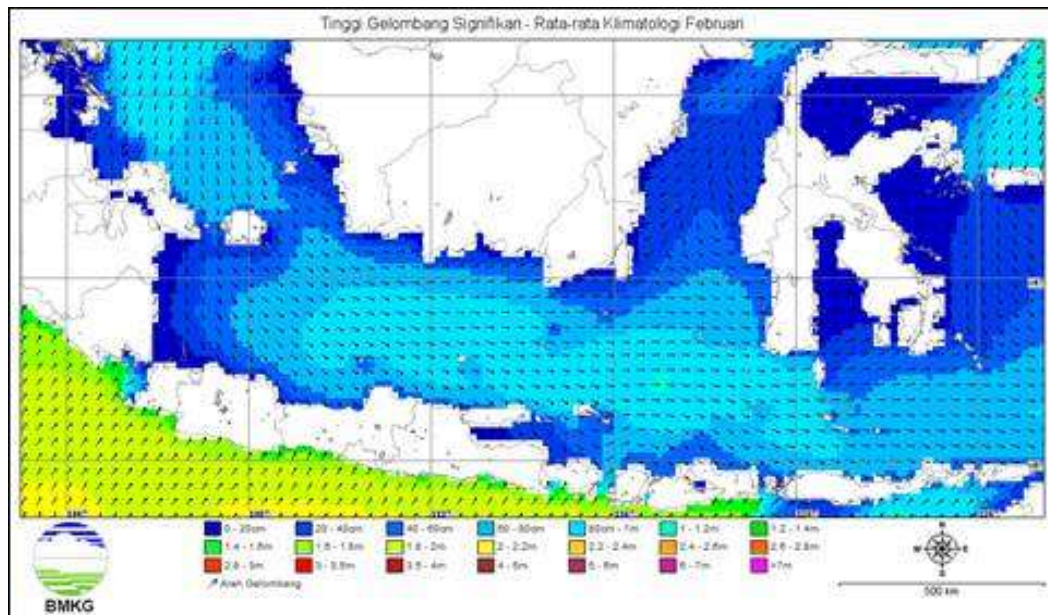 Tinggi Gelombang Signifikan - Rata-rata Klimatologi Februari
0 - 20cm 20 - 40cm 40 - 60cm 60 - 80cm 80cm - 1m 1 - 1.2m 1.2 - 1.4m
1.4 - 1.6m 1.6 - 1.8m 1.8 - 2m 2 - 2.2m 2.2 - 2.4m 2.4 - 2.6m 2.6 - 2.8m
2.8 - 3m 3 - 3.5m 3.5 - 4m 4 - 5m 5 - 6m 6 - 7m >7m
Arah Gelombang
BMKG
500 km